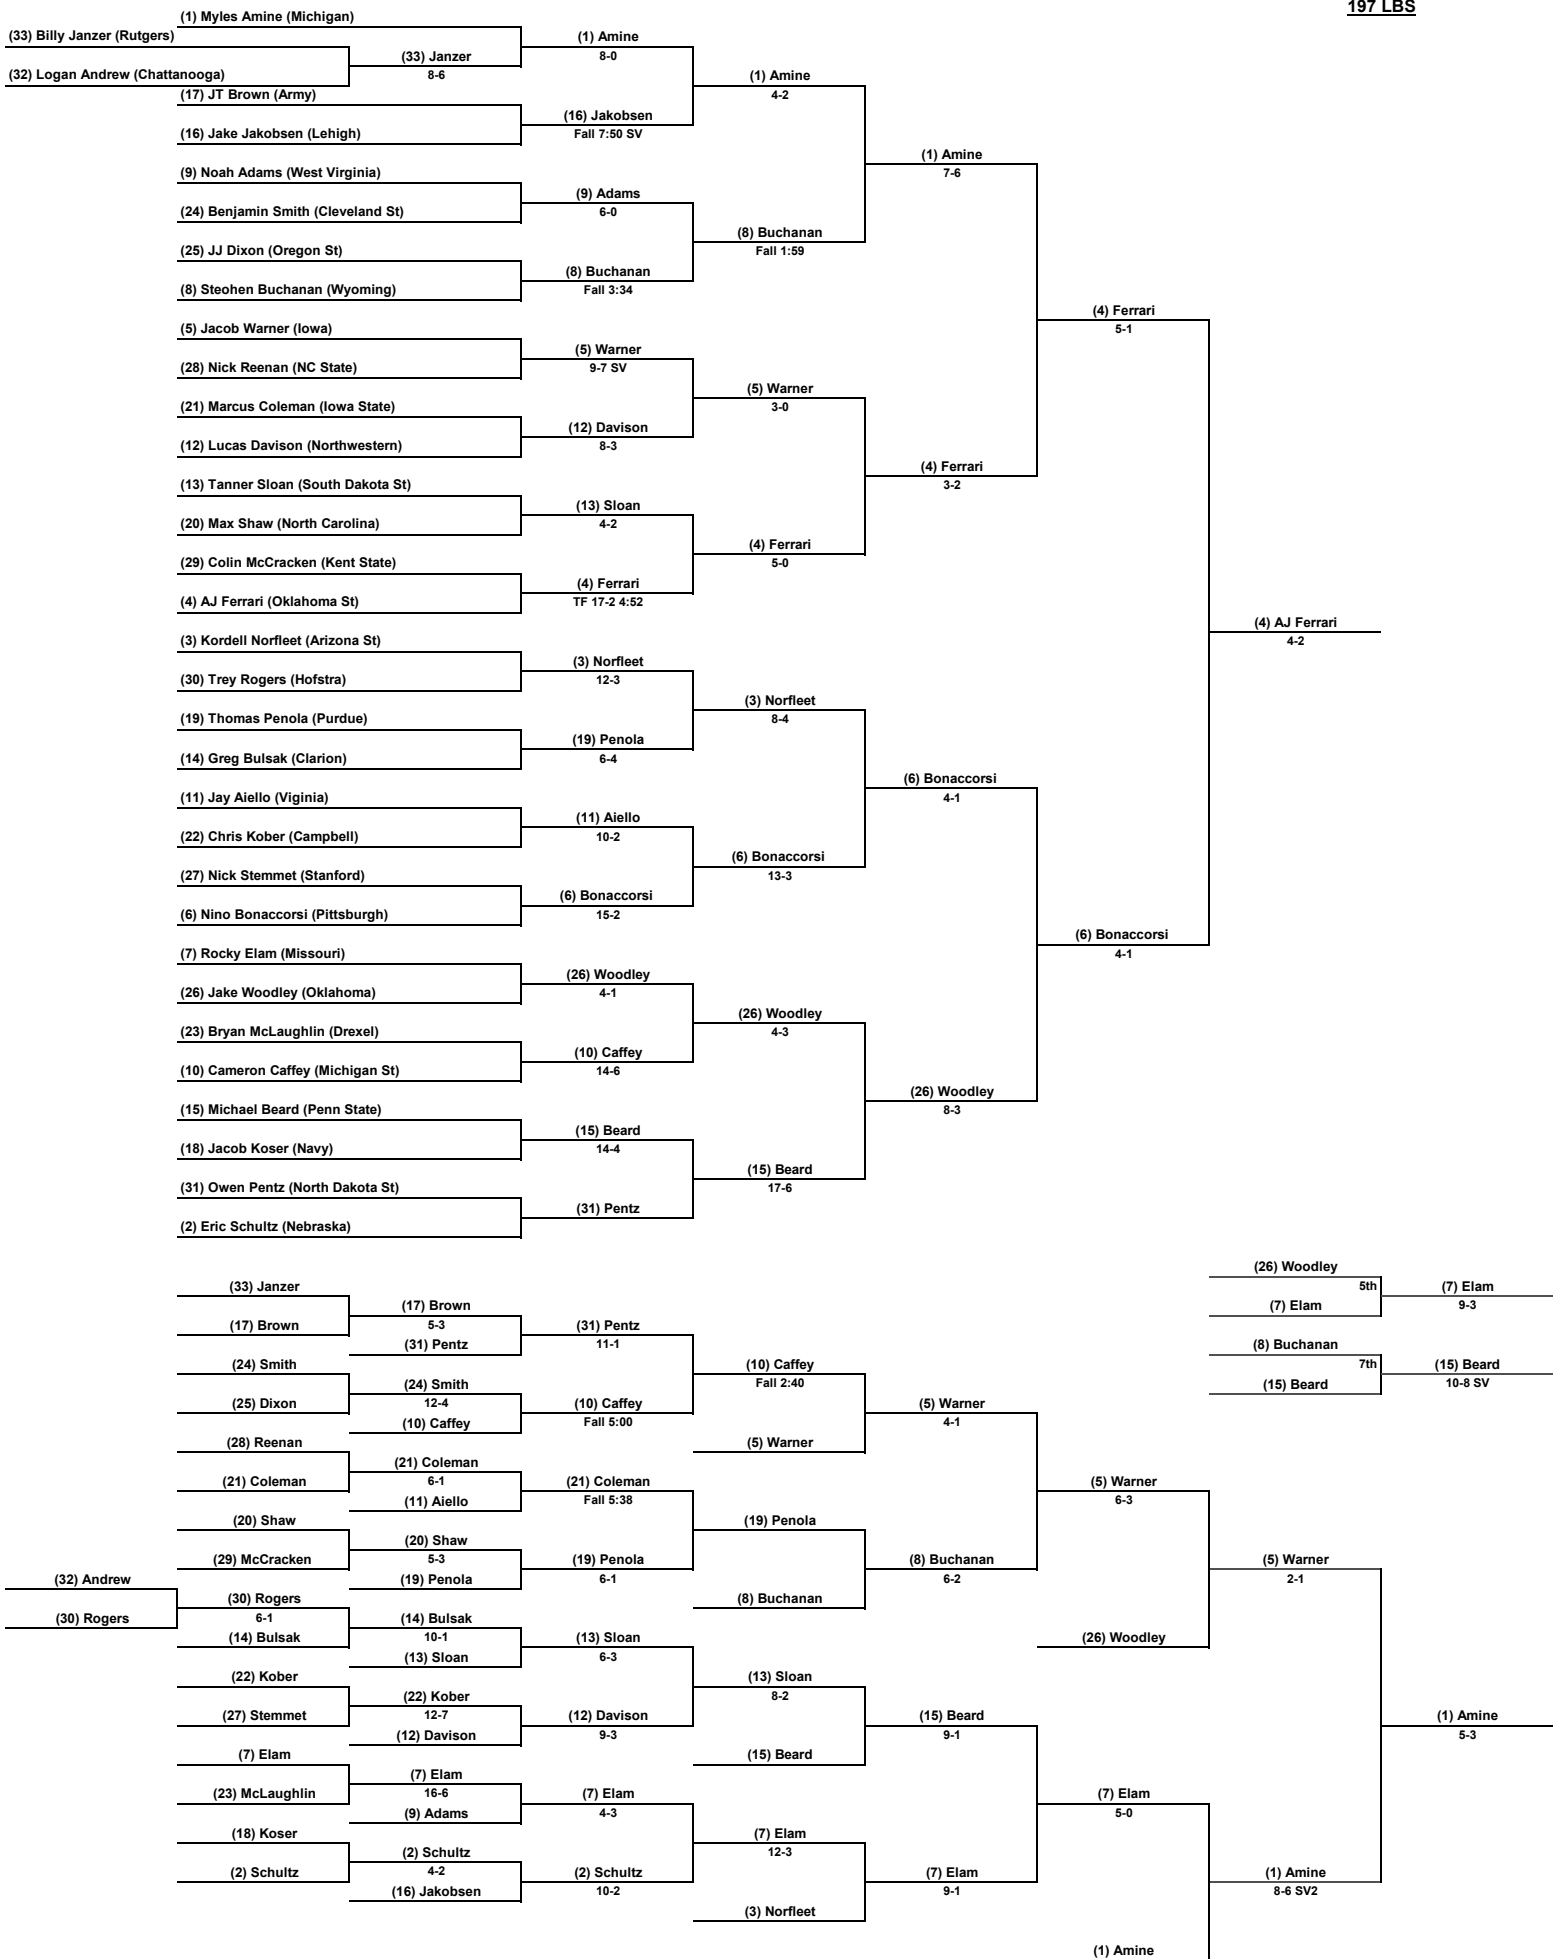 197 LBS
(1) Myles Amine (Michigan)
(33) Billy Janzer (Rutgers)
(1) Amine
(33) Janzer
8-0
(32) Logan Andrew (Chattanooga)
8-6
(1) Amine
(17) JT Brown (Army)
4-2
(16) Jakobsen
(16) Jake Jakobsen (Lehigh)
Fall 7:50 SV
(1) Amine
(9) Noah Adams (West Virginia)
7-6
(9) Adams
(24) Benjamin Smith (Cleveland St)
6-0
(8) Buchanan
(25) JJ Dixon (Oregon St)
Fall 1:59
(8) Buchanan
(8) Steohen Buchanan (Wyoming)
Fall 3:34
(4) Ferrari
(5) Jacob Warner (Iowa)
5-1
(5) Warner
(28) Nick Reenan (NC State)
9-7 SV
(5) Warner
(21) Marcus Coleman (Iowa State)
3-0
(12) Davison
(12) Lucas Davison (Northwestern)
8-3
(4) Ferrari
(13) Tanner Sloan (South Dakota St)
3-2
(13) Sloan
(20) Max Shaw (North Carolina)
4-2
(4) Ferrari
(29) Colin McCracken (Kent State)
5-0
(4) Ferrari
(4) AJ Ferrari (Oklahoma St)
TF 17-2 4:52
(4) AJ Ferrari
(3) Kordell Norfleet (Arizona St)
4-2
(3) Norfleet
(30) Trey Rogers (Hofstra)
12-3
(3) Norfleet
(19) Thomas Penola (Purdue)
8-4
(19) Penola
(14) Greg Bulsak (Clarion)
6-4
(6) Bonaccorsi
(11) Jay Aiello (Viginia)
4-1
(11) Aiello
(22) Chris Kober (Campbell)
10-2
(6) Bonaccorsi
(27) Nick Stemmet (Stanford)
13-3
(6) Bonaccorsi
(6) Nino Bonaccorsi (Pittsburgh)
15-2
(6) Bonaccorsi
(7) Rocky Elam (Missouri)
4-1
(26) Woodley
(26) Jake Woodley (Oklahoma)
4-1
(26) Woodley
(23) Bryan McLaughlin (Drexel)
4-3
(10) Caffey
(10) Cameron Caffey (Michigan St)
14-6
(26) Woodley
(15) Michael Beard (Penn State)
8-3
(15) Beard
(18) Jacob Koser (Navy)
14-4
(15) Beard
(31) Owen Pentz (North Dakota St)
17-6
(31) Pentz
(2) Eric Schultz (Nebraska)
(26) Woodley
(33) Janzer
5th
(7) Elam
(17) Brown
(7) Elam
9-3
(17) Brown
5-3
(31) Pentz
(31) Pentz
11-1
(8) Buchanan
(24) Smith
(10) Caffey
7th
(15) Beard
(24) Smith
Fall 2:40
(15) Beard
10-8 SV
(25) Dixon
12-4
(10) Caffey
(5) Warner
(10) Caffey
Fall 5:00
4-1
(28) Reenan
(5) Warner
(21) Coleman
(21) Coleman
6-1
(21) Coleman
(5) Warner
(11) Aiello
Fall 5:38
6-3
(20) Shaw
(19) Penola
(20) Shaw
(29) McCracken
5-3
(19) Penola
(8) Buchanan
(5) Warner
(32) Andrew
(19) Penola
6-1
6-2
2-1
(30) Rogers
(8) Buchanan
(30) Rogers
6-1
(14) Bulsak
(14) Bulsak
10-1
(13) Sloan
(26) Woodley
(13) Sloan
6-3
(22) Kober
(13) Sloan
(22) Kober
8-2
(27) Stemmet
12-7
(12) Davison
(15) Beard
(1) Amine
(12) Davison
9-3
9-1
5-3
(7) Elam
(15) Beard
(7) Elam
(23) McLaughlin
16-6
(7) Elam
(7) Elam
(9) Adams
4-3
5-0
(18) Koser
(7) Elam
(2) Schultz
12-3
(2) Schultz
4-2
(2) Schultz
(7) Elam
(1) Amine
(16) Jakobsen
10-2
9-1
8-6 SV2
(3) Norfleet
(1) Amine